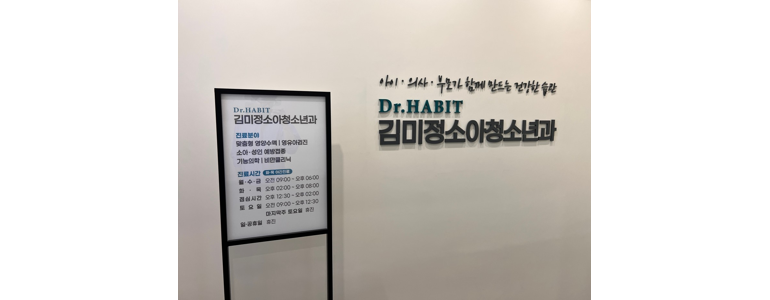 Dr.HABIT
김미정소아청소년과
진료분야
맞춤형 영양수액 | 영유아검진
소아·성인 예방접종
기능의학 | 비만클리닉
진료시간
월·수·금 오전 09:00 ~ 오후 06:00
화·목 오후 02:00 ~ 오후 08:00
점심시간 오후 12:30 ~ 오후 02:00
토요일 오전 09:00 ~ 오후 12:30
마지막주 토요일 휴진
일·공휴일 휴진
아이·의사·부모가 함께 만드는 건강한 습관
Dr.HABIT
김미정소아청소년과